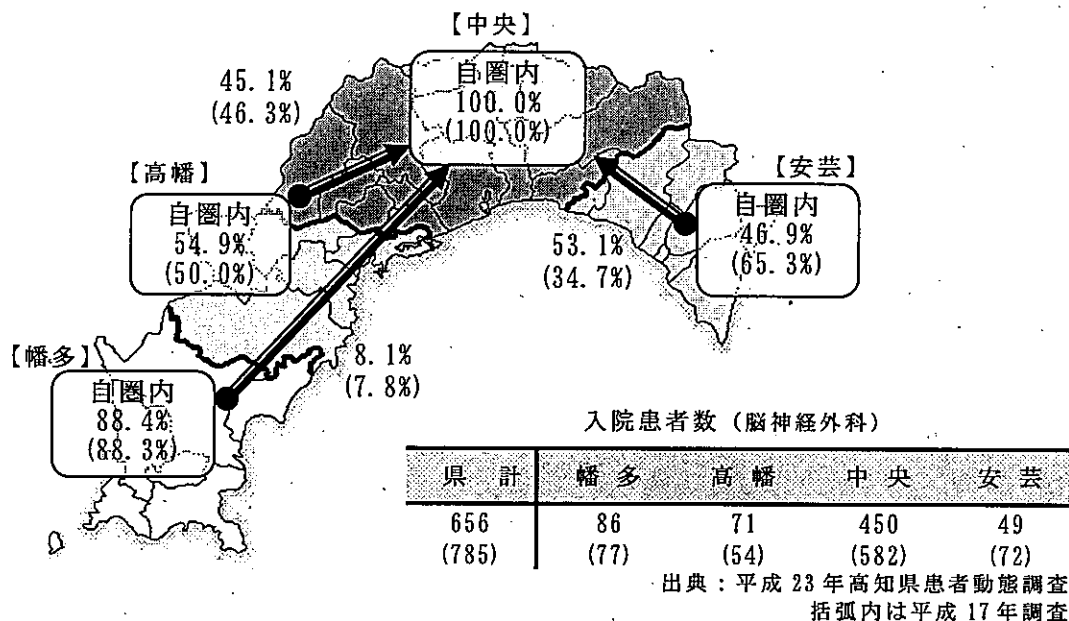 【中央】
自圏内
100.0%
(100.0%)
45.1%
(46.3%)
【高幡】
自圏内
54.9%
(50.0%)
【安芸】
自圏内
46.9%
(65.3%)
53.1%
(34.7%)
【幡多】
自圏内
88.4%
(88.3%)
8.1%
(7.8%)
入院患者数（脳神経外科）
県計 幡多 高幡 中央 安芸
656 86 71 450 49
(785) (77) (54) (582) (72)
出典：平成23年高知県患者動態調査
括弧内は平成17年調査